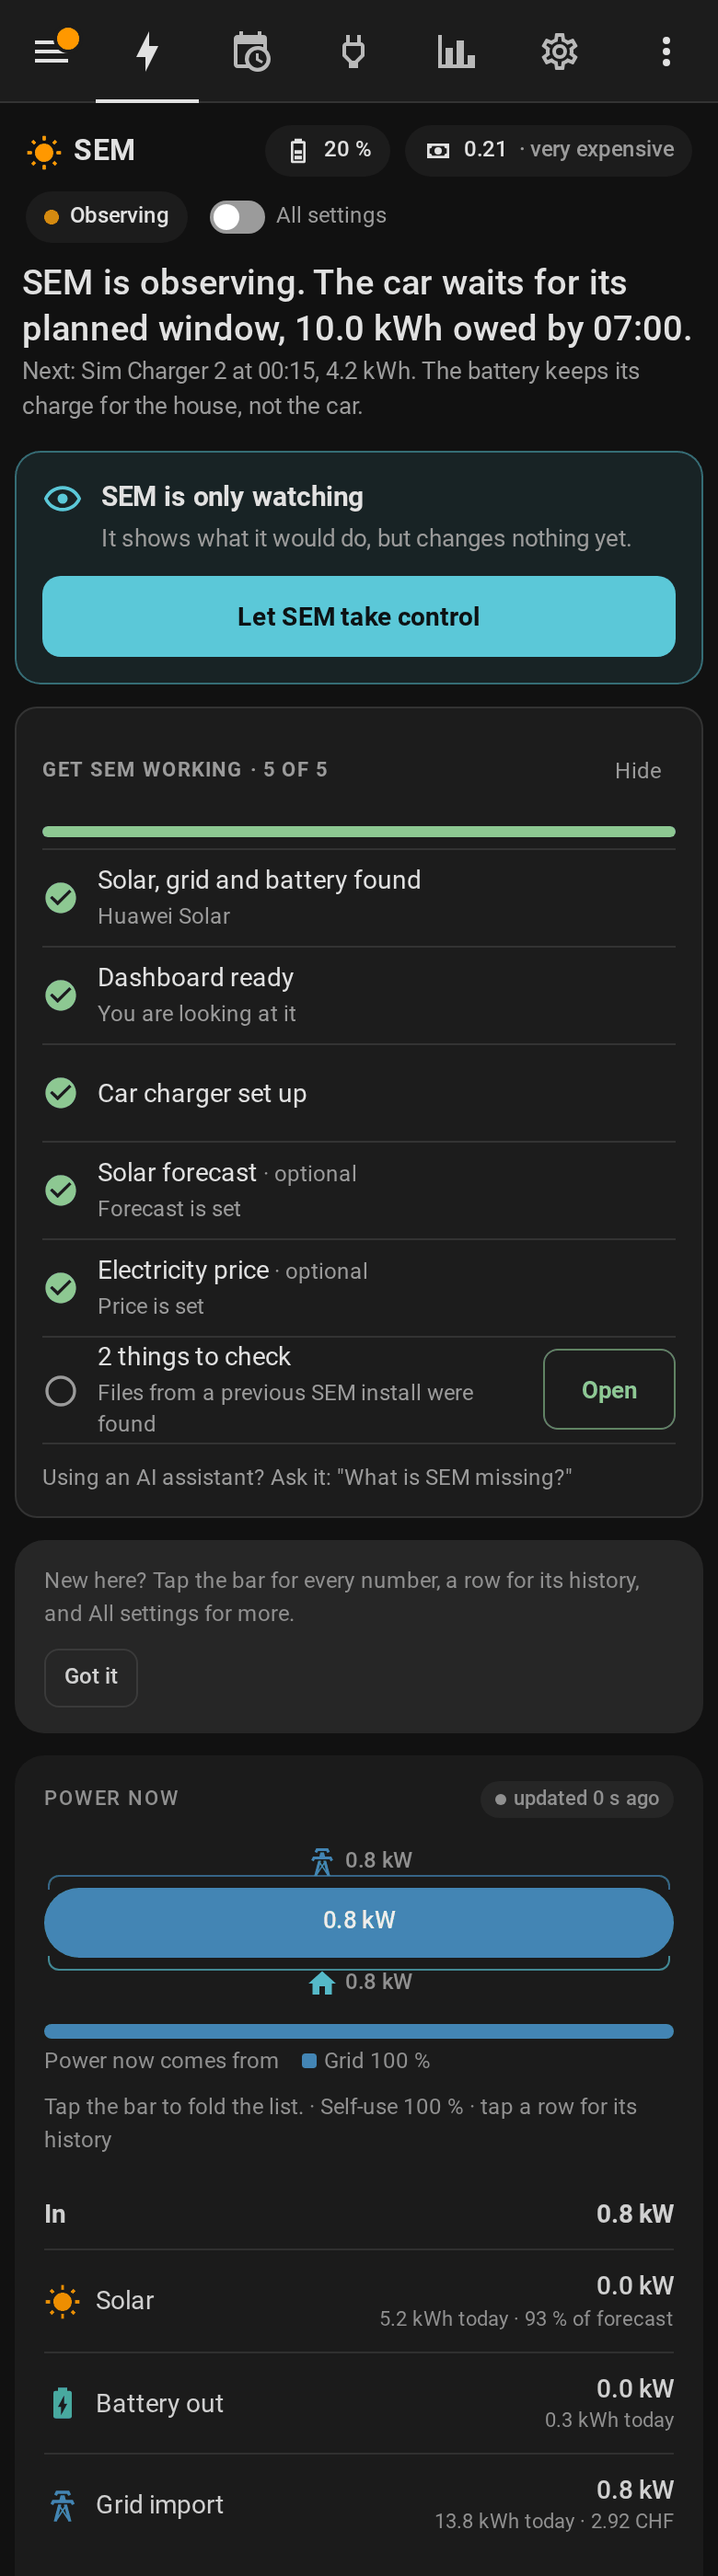 SEM
20 %
0.21 · very expensive
Observing
All settings
SEM is observing. The car waits for its
planned window, 10.0 kWh owed by 07:00.
Next: Sim Charger 2 at 00:15, 4.2 kWh. The battery keeps its
charge for the house, not the car.
SEM is only watching
It shows what it would do, but changes nothing yet.
Let SEM take control
GET SEM WORKING · 5 OF 5
Hide
Solar, grid and battery found
Huawei Solar
Dashboard ready
You are looking at it
Car charger set up
Solar forecast · optional
Forecast is set
Electricity price · optional
Price is set
2 things to check
Files from a previous SEM install were
found
Open
Using an AI assistant? Ask it: "What is SEM missing?"
New here? Tap the bar for every number, a row for its history,
and All settings for more.
Got it
POWER NOW
updated 0 s ago
0.8 kW
0.8 kW
0.8 kW
Power now comes from
Grid 100 %
Tap the bar to fold the list. · Self-use 100 % · tap a row for its
history
In
0.8 kW
Solar
0.0 kW
5.2 kWh today · 93 % of forecast
Battery out
0.0 kW
0.3 kWh today
Grid import
0.8 kW
13.8 kWh today · 2.92 CHF